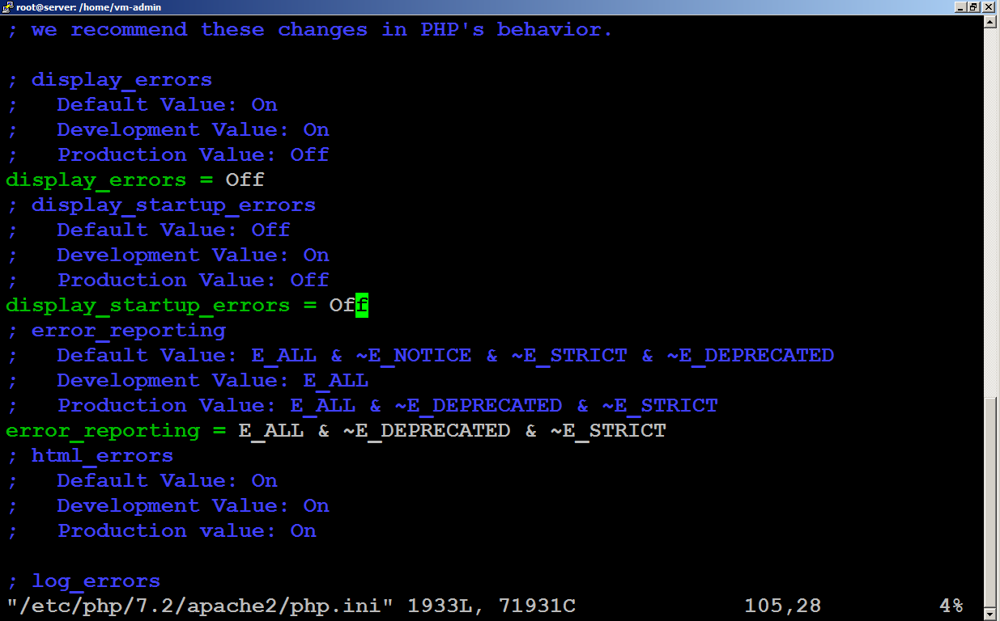 root@server: /home/vm-admin
; we recommend these changes in PHP's behavior.
; display_errors
;   Default Value: On
;   Development Value: On
;   Production Value: Off
display_errors = Off
; display_startup_errors
;   Default Value: Off
;   Development Value: On
;   Production Value: Off
display_startup_errors = Off
; error_reporting
;   Default Value: E_ALL & ~E_NOTICE & ~E_STRICT & ~E_DEPRECATED
;   Development Value: E_ALL
;   Production Value: E_ALL & ~E_DEPRECATED & ~E_STRICT
error_reporting = E_ALL & ~E_DEPRECATED & ~E_STRICT
; html_errors
;   Default Value: On
;   Development Value: On
;   Production value: On
; log_errors
"/etc/php/7.2/apache2/php.ini" 1933L, 71931C 105,28 4%